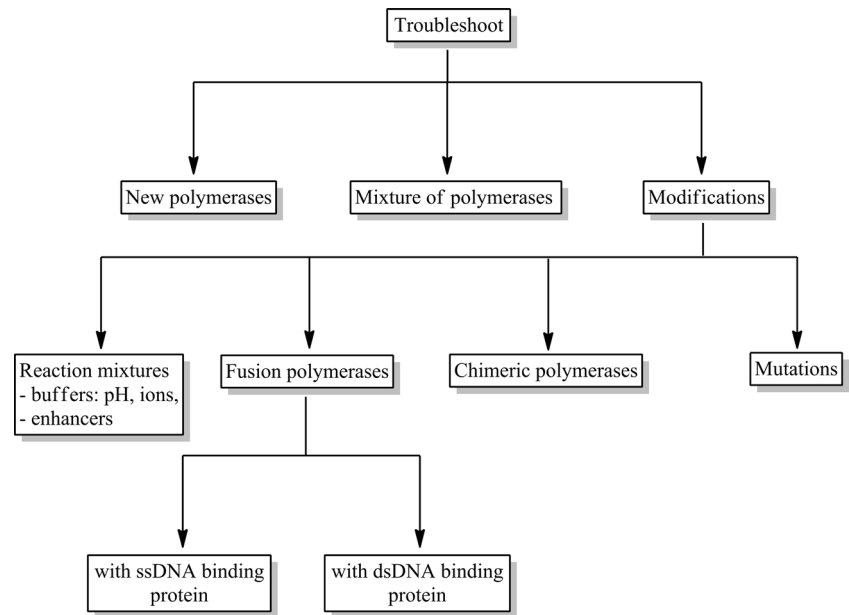 Troubleshoot
New polymerases
Mixture of polymerases
Modifications
Reaction mixtures
- buffers: pH, ions,
- enhancers
Fusion polymerases
Chimeric polymerases
Mutations
with ssDNA binding
protein
with dsDNA binding
protein